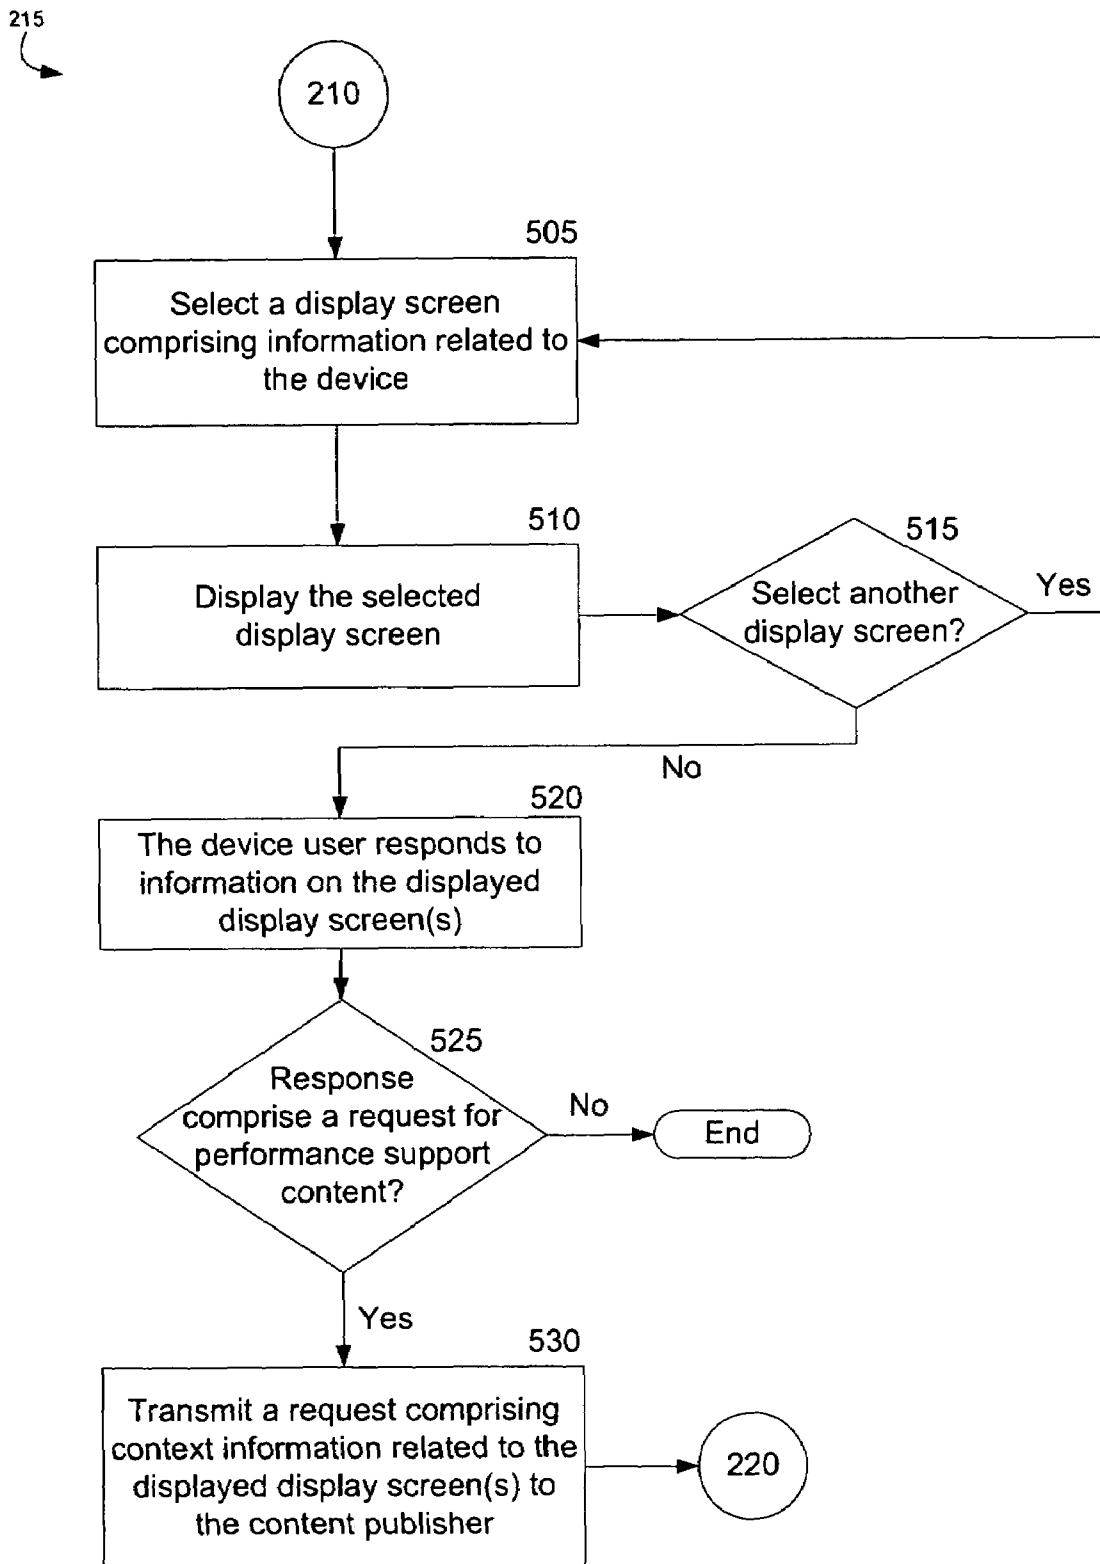 215
210
505
Select a display screen
comprising information related to
the device
510
Display the selected
display screen
515
Select another
display screen?
Yes
No
520
The device user responds to
information on the displayed
display screen(s)
525
Response
comprise a request for
performance support
content?
No
End
Yes
530
Transmit a request comprising
context information related to the
displayed display screen(s) to
the content publisher
220